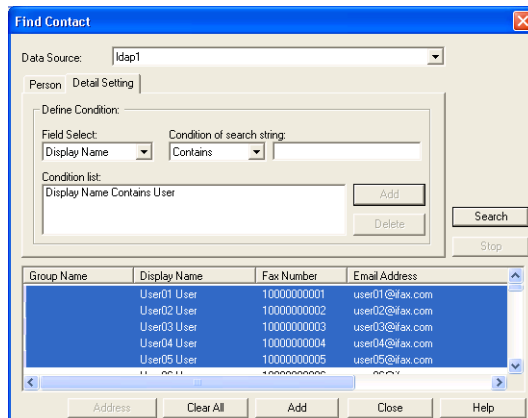 Find Contact
Data Source: ldap1
Person Detail Setting
Define Condition:
Field Select: Condition of search string:
Display Name Contains
Condition list:
Display Name Contains User
Add
Delete
Search
Stop
Group Name Display Name Fax Number Email Address
User01 User 10000000001 user01@ifax.com
User02 User 10000000002 user02@ifax.com
User03 User 10000000003 user03@ifax.com
User04 User 10000000004 user04@ifax.com
User05 User 10000000005 user05@ifax.com
Address Clear All Add Close Help